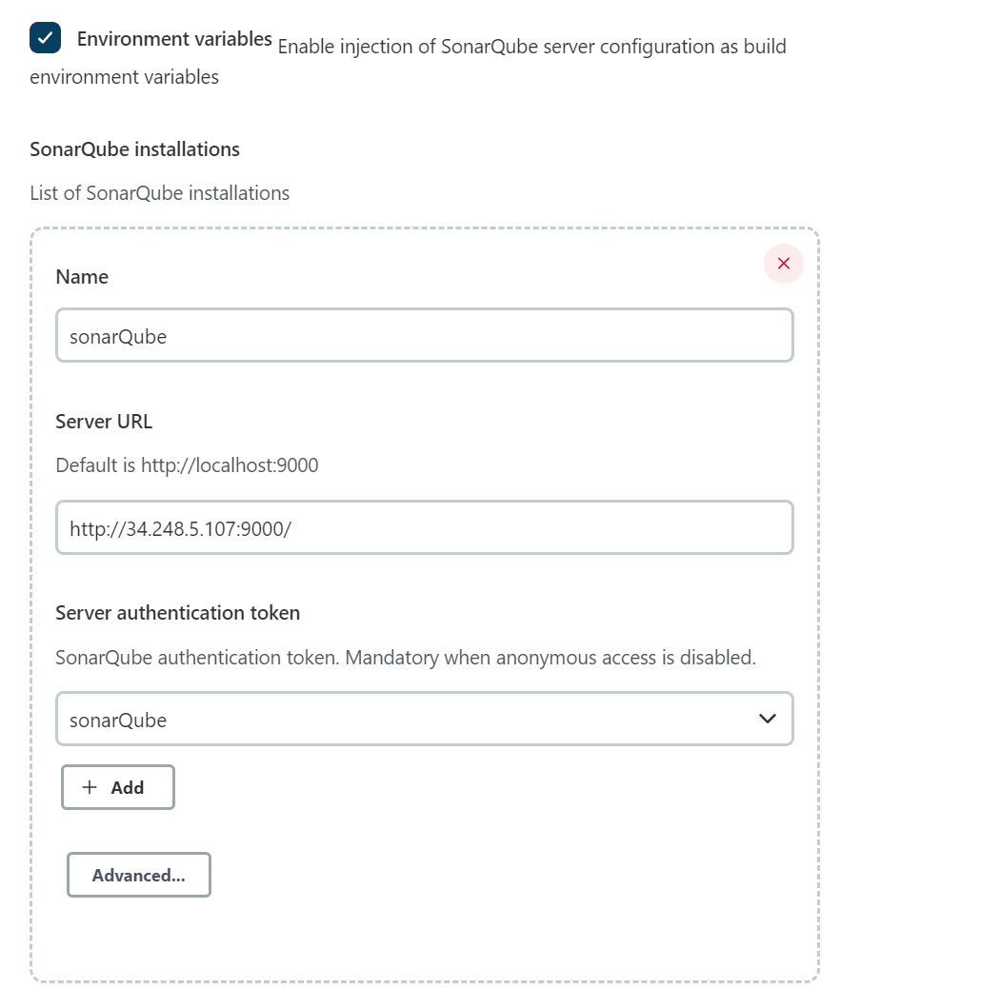 Environment variables Enable injection of SonarQube server configuration as build
environment variables
SonarQube installations
List of SonarQube installations
Name
sonarQube
Server URL
Default is http://localhost:9000
http://34.248.5.107:9000/
Server authentication token
SonarQube authentication token. Mandatory when anonymous access is disabled.
sonarQube
Add
Advanced...